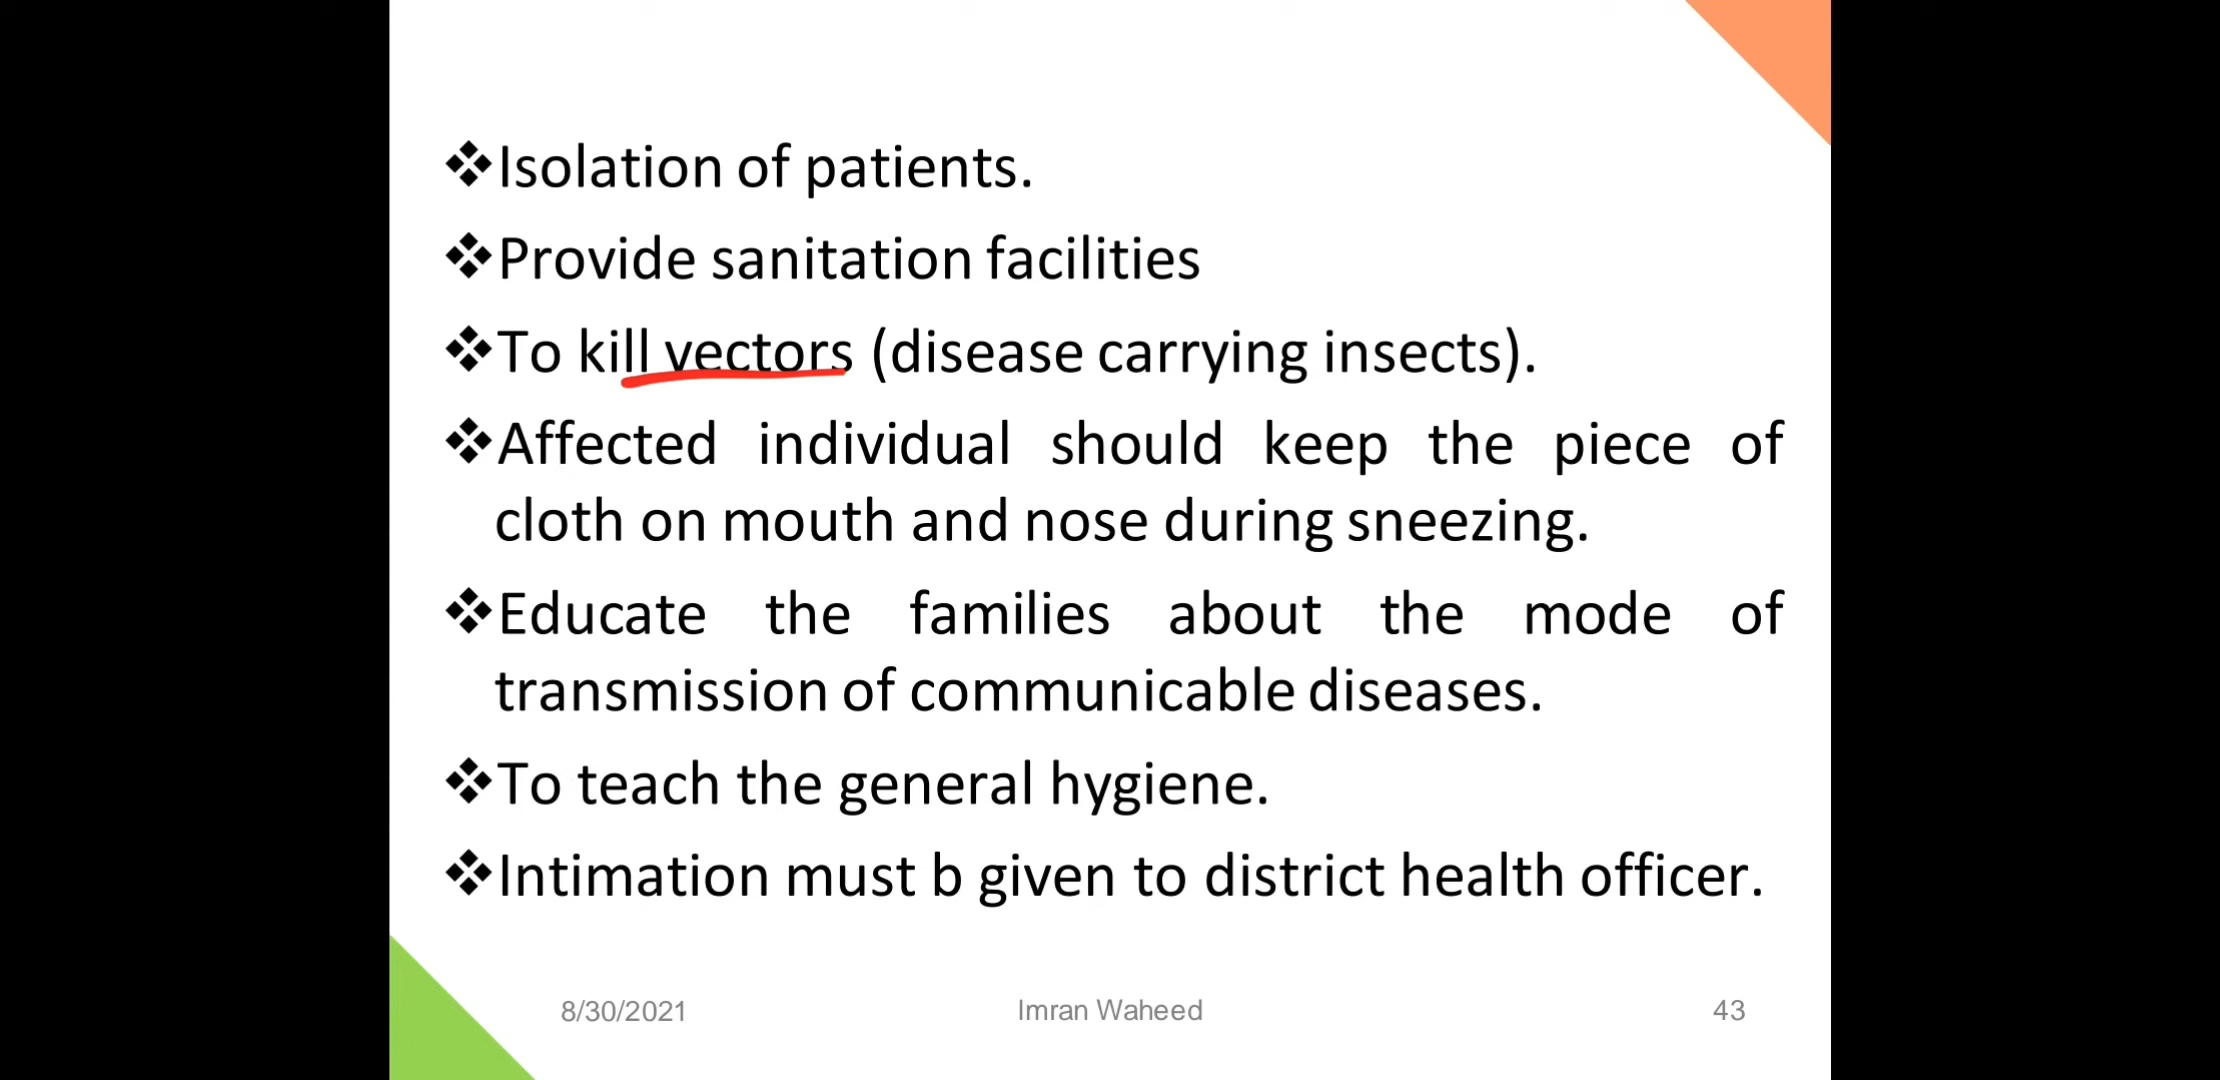 ❖Isolation of patients.
❖Provide sanitation facilities
❖To kill vectors (disease carrying insects).
❖Affected individual should keep the piece of
cloth on mouth and nose during sneezing.
❖Educate the families about the mode of
transmission of communicable diseases.
❖To teach the general hygiene.
❖Intimation must b given to district health officer.
8/30/2021 Imran Waheed 43